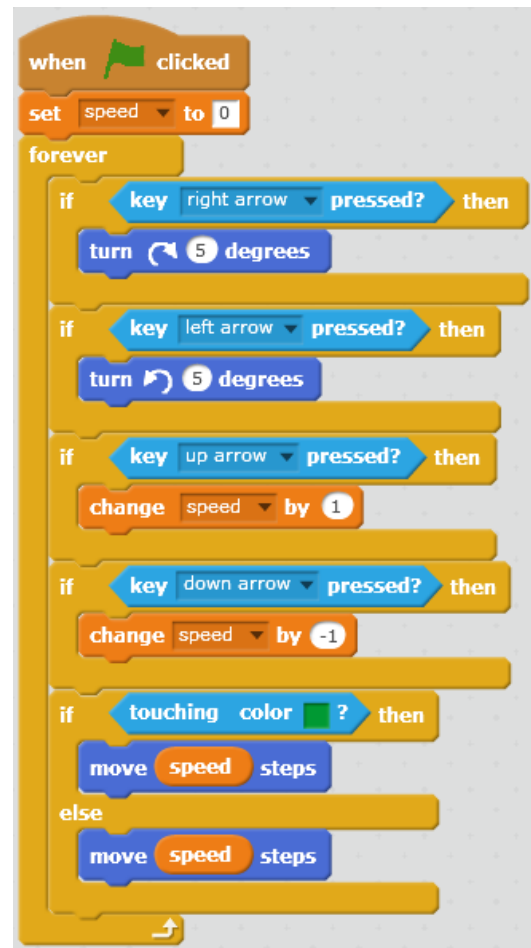 when clicked
set speed to 0
forever
if key right arrow pressed? then
turn 5 degrees
if key left arrow pressed? then
turn 5 degrees
if key up arrow pressed? then
change speed by 1
if key down arrow pressed? then
change speed by -1
if touching color ? then
move speed steps
else
move speed steps